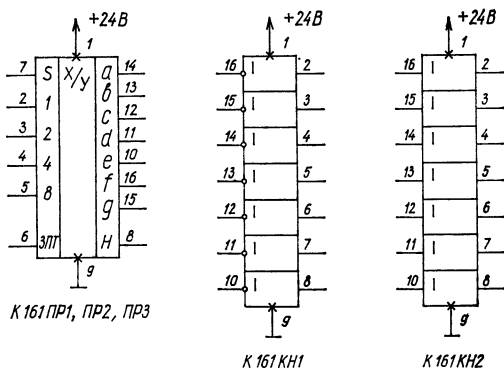 +24В +24В +24В
1 1 1
7 S X/Y a 14
b 13
2 1 c 12
3 2 d 11
4 4 e 10
5 8 f 16
g 15
6 ЗПТ H 8
9
16 1 2
15 1 3
14 1 4
13 1 5
12 1 6
11 1 7
10 1 8
9
16 1 2
15 1 3
14 1 4
13 1 5
12 1 6
11 1 7
10 1 8
9
К161ПР1, ПР2, ПР3
К161КН1
К161КН2